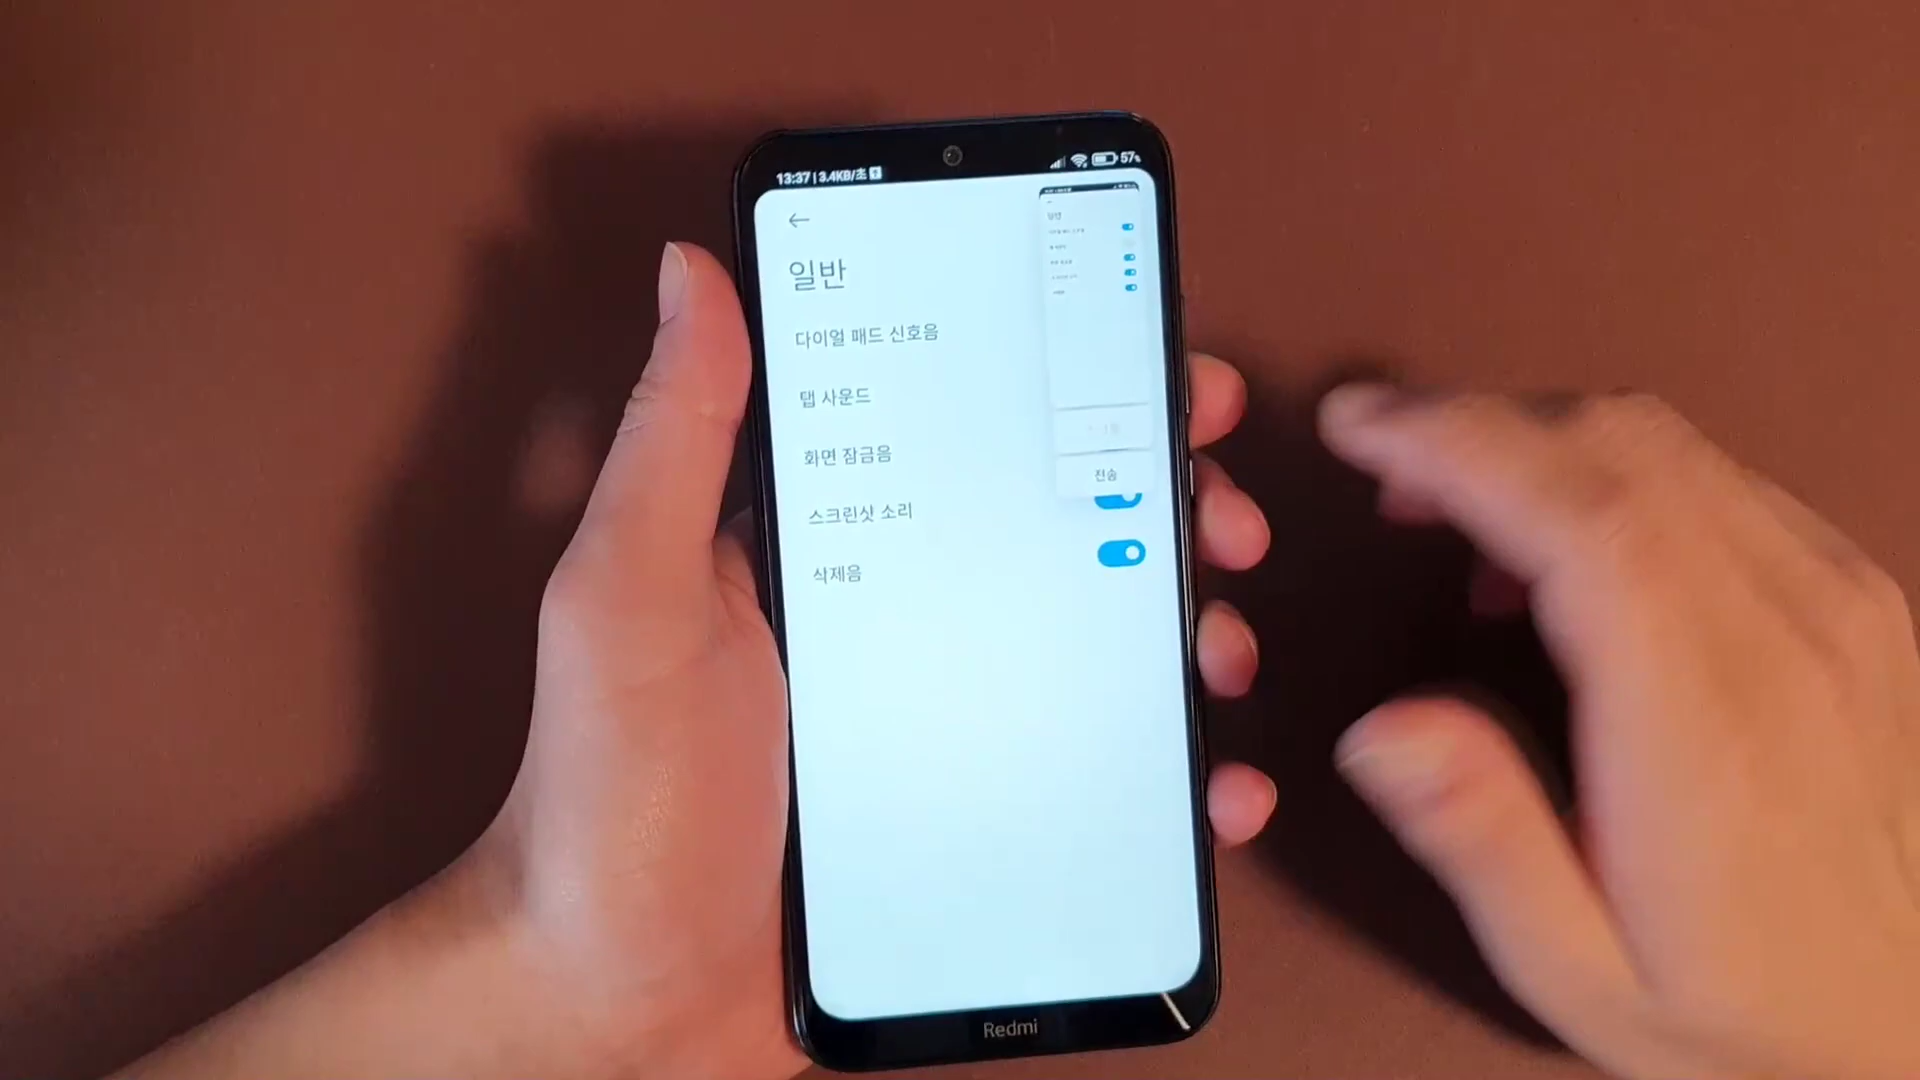 13:37 | 3.4KB/초
57%
일반
다이얼 패드 신호음
탭 사운드
화면 잠금음
스크린샷 소리
삭제음
전송
Redmi